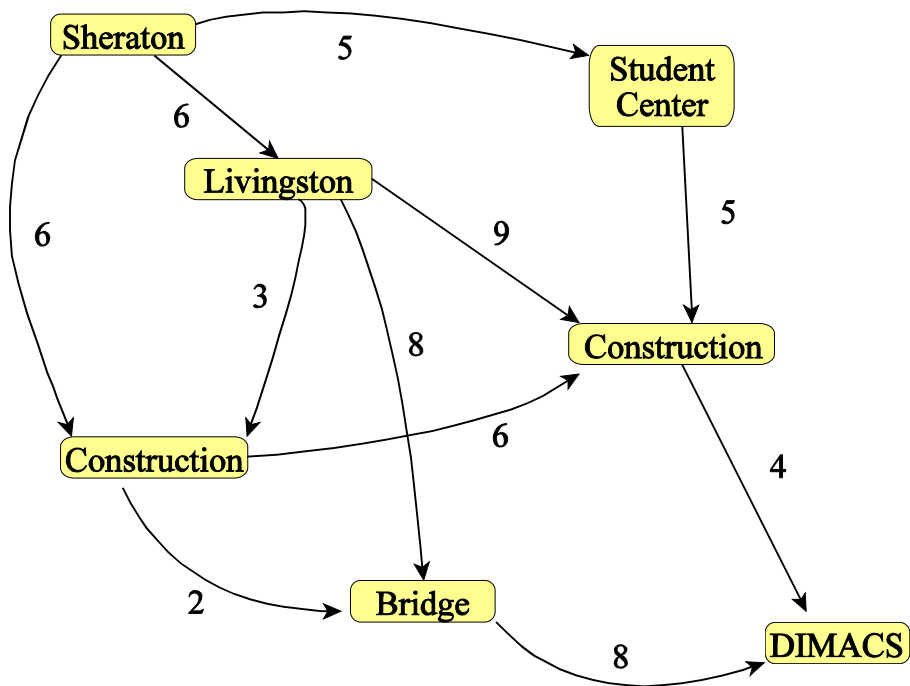 Sheraton
5
Student
Center
6
Livingston
6
9
5
3
8
Construction
6
Construction
4
2
Bridge
8
DIMACS